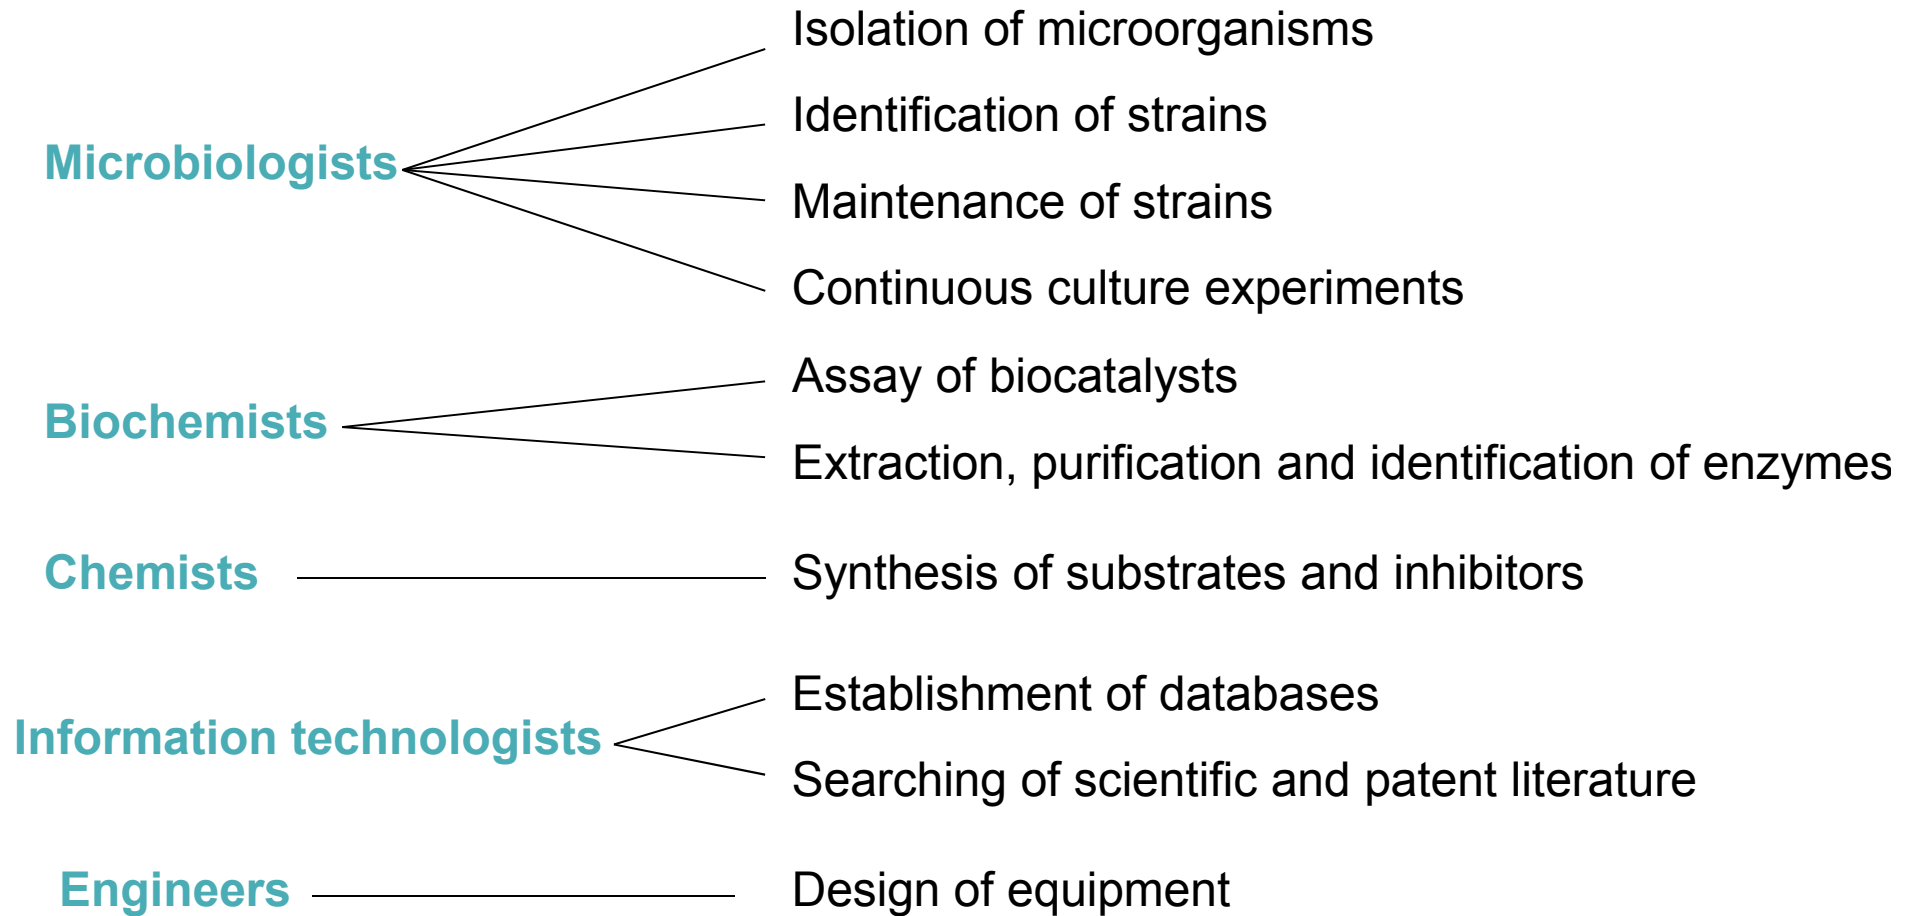 Microbiologists
Isolation of microorganisms
Identification of strains
Maintenance of strains
Continuous culture experiments
Biochemists
Assay of biocatalysts
Extraction, purification and identification of enzymes
Chemists
Synthesis of substrates and inhibitors
Information technologists
Establishment of databases
Searching of scientific and patent literature
Engineers
Design of equipment